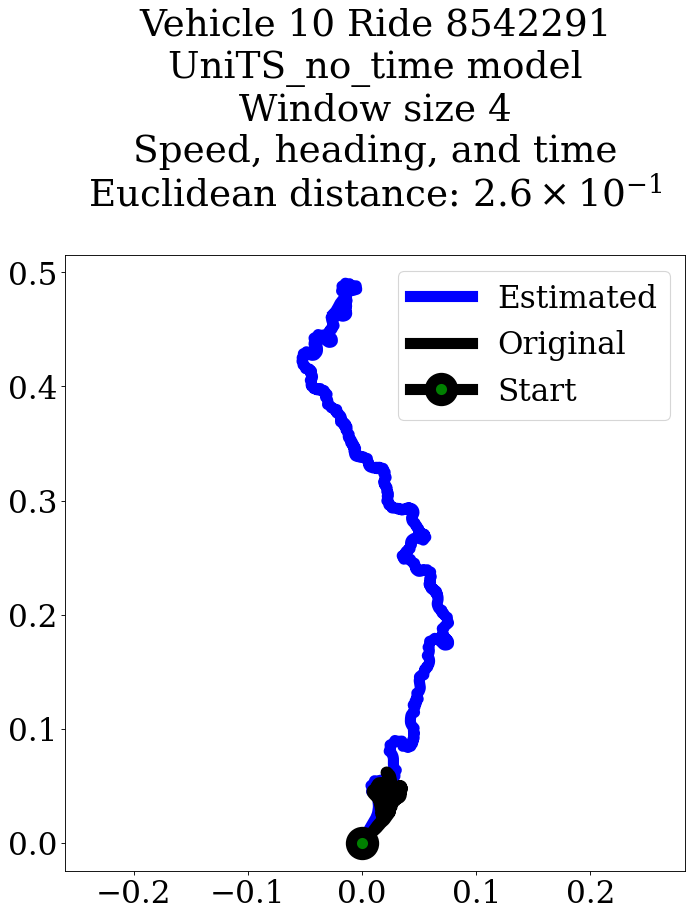 Vehicle 10 Ride 8542291
UniTS_no_time model
Window size 4
Speed, heading, and time
Euclidean distance: 2.6 × 10⁻¹
Estimated
Original
Start
0.5
0.4
0.3
0.2
0.1
0.0
−0.2 −0.1 0.0 0.1 0.2